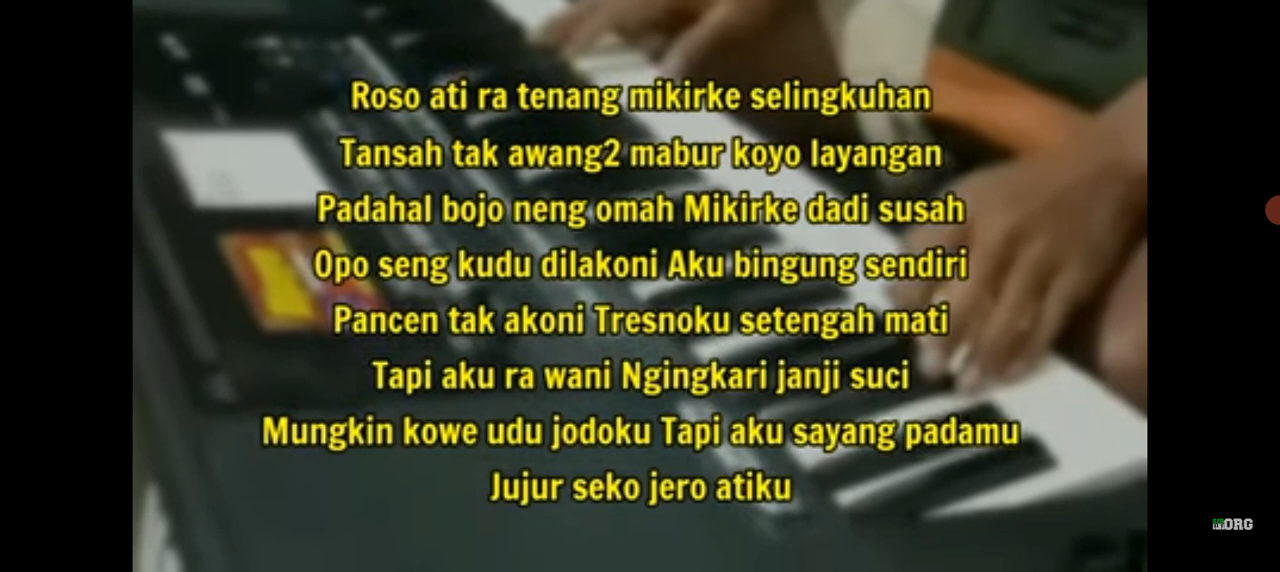 Roso ati ra tenang mikirke selingkuhan
Tansah tak awang2 mabur koyo layangan
Padahal bojo neng omah Mikirke dadi susah
Opo seng kudu dilakoni Aku bingung sendiri
Pancen tak akoni Tresnoku setengah mati
Tapi aku ra wani Ngingkari janji suci
Mungkin kowe udu jodoku Tapi aku sayang padamu
Jujur seko jero atiku
ORG